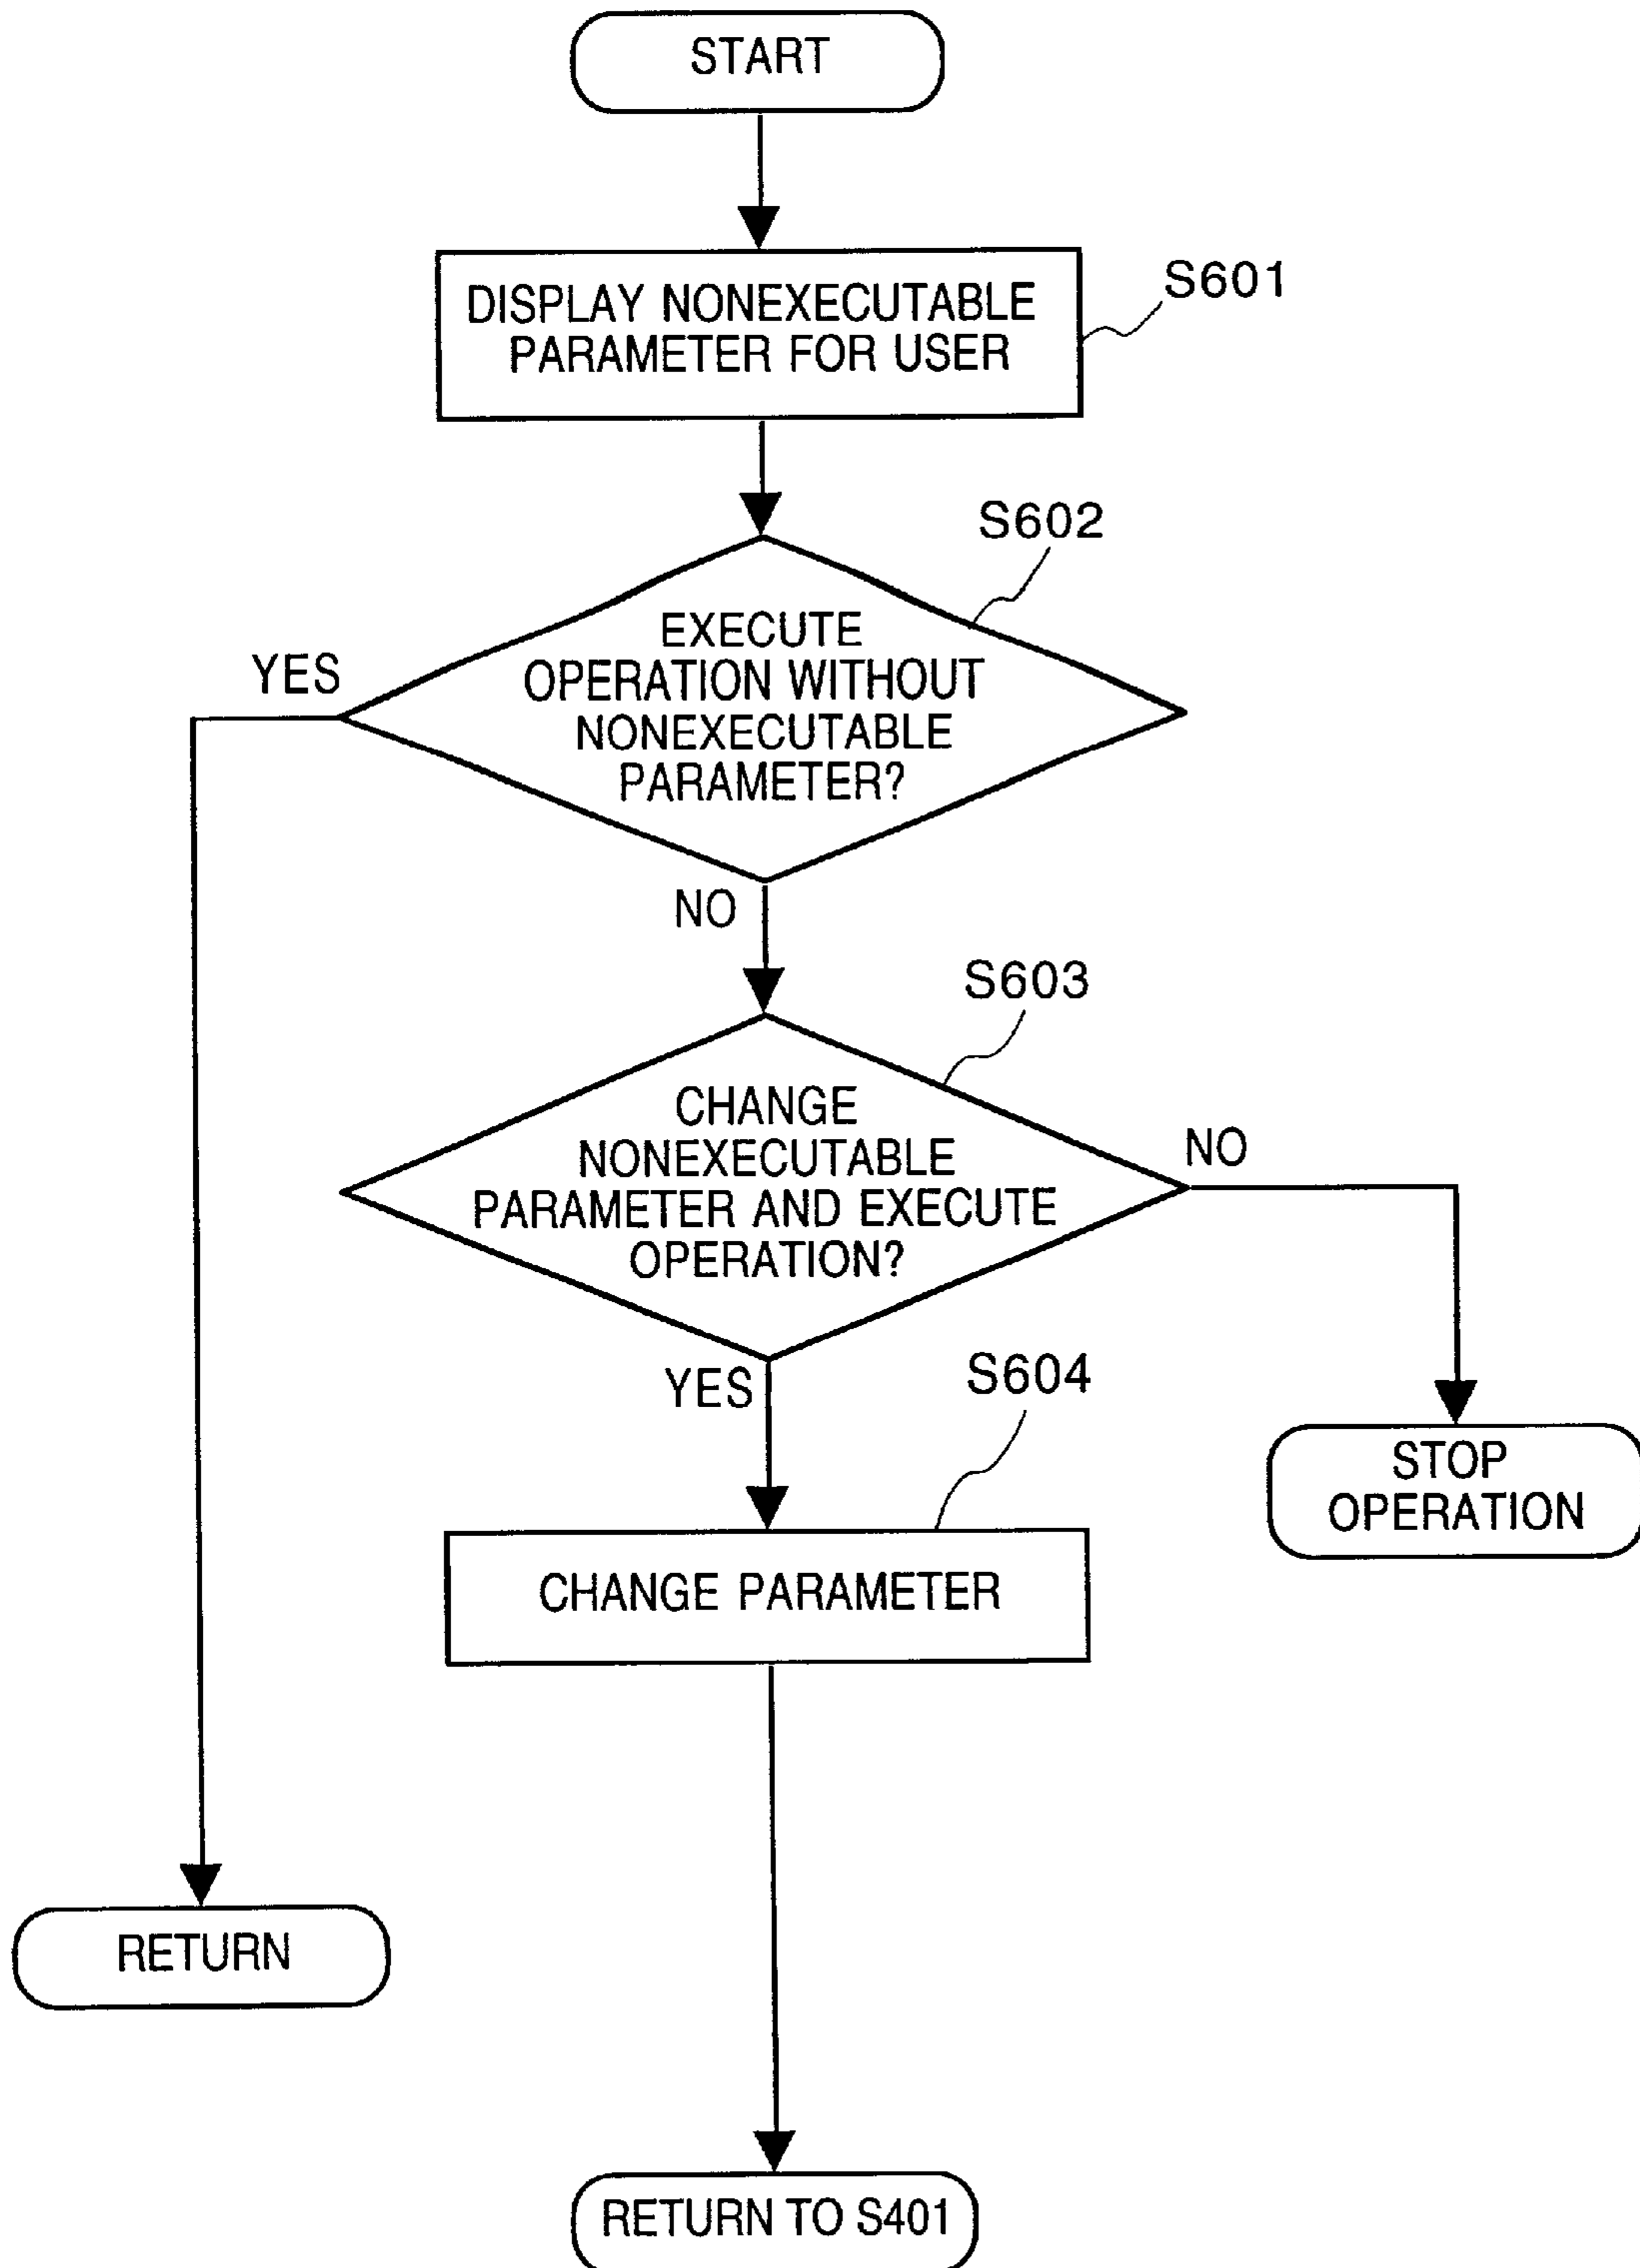 START
DISPLAY NONEXECUTABLE
PARAMETER FOR USER
S601
S602
EXECUTE
OPERATION WITHOUT
NONEXECUTABLE
PARAMETER?
YES
NO
S603
CHANGE
NONEXECUTABLE
PARAMETER AND EXECUTE
OPERATION?
NO
YES
S604
STOP
OPERATION
CHANGE PARAMETER
RETURN
RETURN TO S401